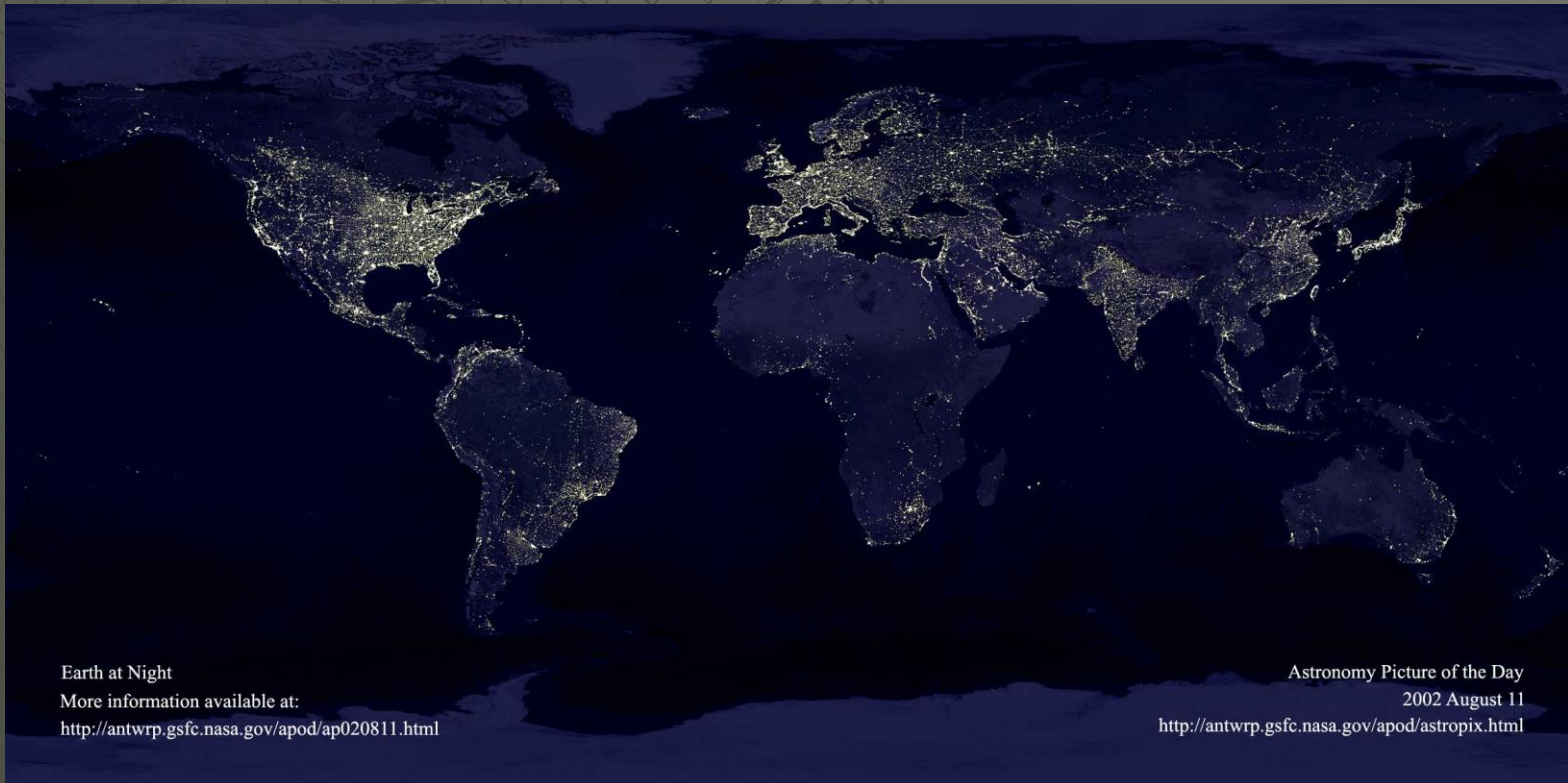 Earth at Night
More information available at:
http://antwrp.gsfc.nasa.gov/apod/ap020811.html
Astronomy Picture of the Day
2002 August 11
http://antwrp.gsfc.nasa.gov/apod/astropix.html